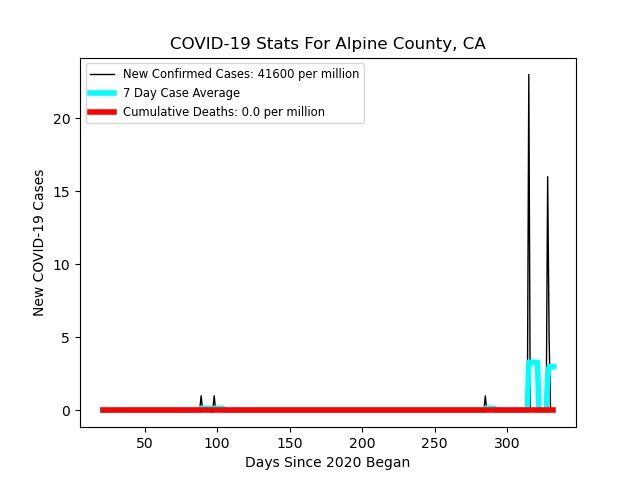 COVID-19 Stats For Alpine County, CA
New Confirmed Cases: 41600 per million
7 Day Case Average
Cumulative Deaths: 0.0 per million
New COVID-19 Cases
20
15
10
5
0
50 100 150 200 250 300
Days Since 2020 Began